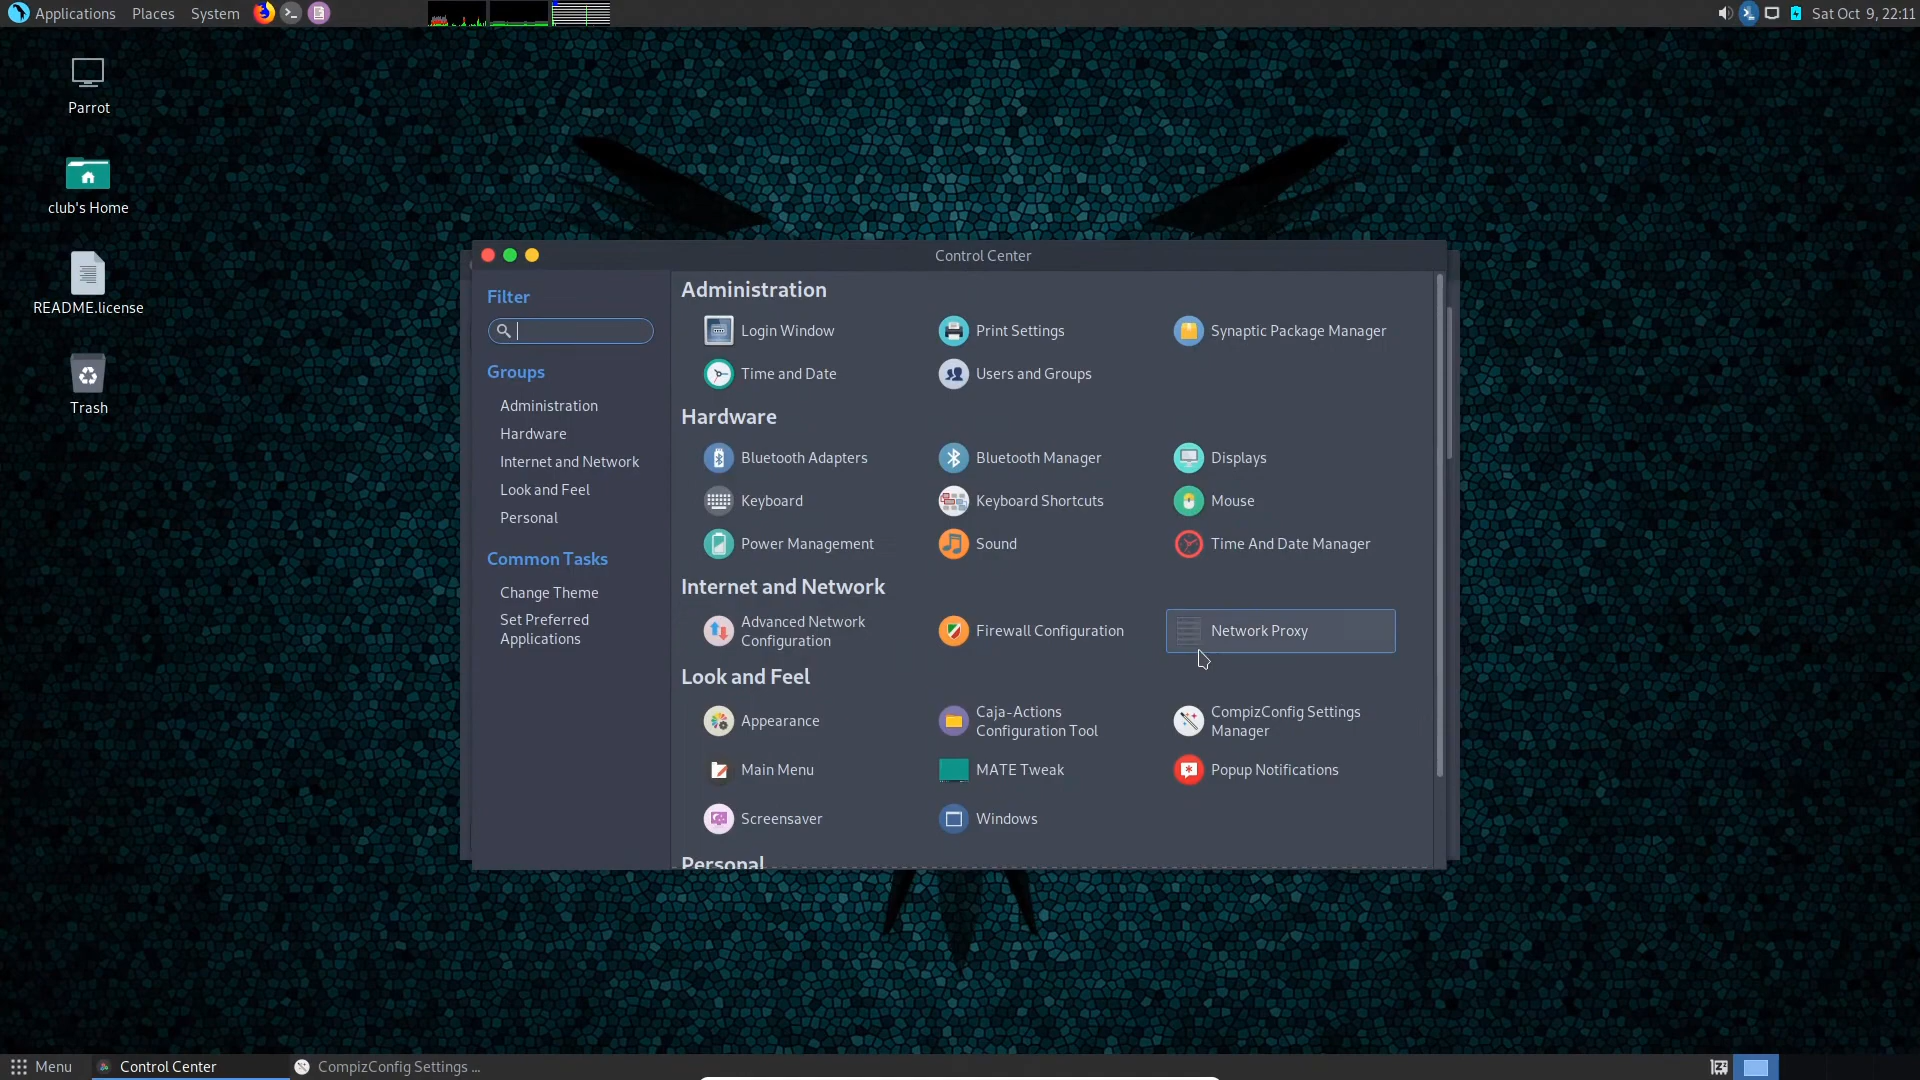 Applications Places System
Sat Oct 9, 22:11
Parrot
club's Home
README.license
Trash
Control Center
Filter
Groups
Administration
Hardware
Internet and Network
Look and Feel
Personal
Common Tasks
Change Theme
Set Preferred
Applications
Administration
Login Window
Print Settings
Synaptic Package Manager
Time and Date
Users and Groups
Hardware
Bluetooth Adapters
Bluetooth Manager
Displays
Keyboard
Keyboard Shortcuts
Mouse
Power Management
Sound
Time And Date Manager
Internet and Network
Advanced Network
Configuration
Firewall Configuration
Network Proxy
Look and Feel
Appearance
Caja-Actions
Configuration Tool
CompizConfig Settings
Manager
Main Menu
MATE Tweak
Popup Notifications
Screensaver
Windows
Personal
Menu
Control Center
CompizConfig Settings ...